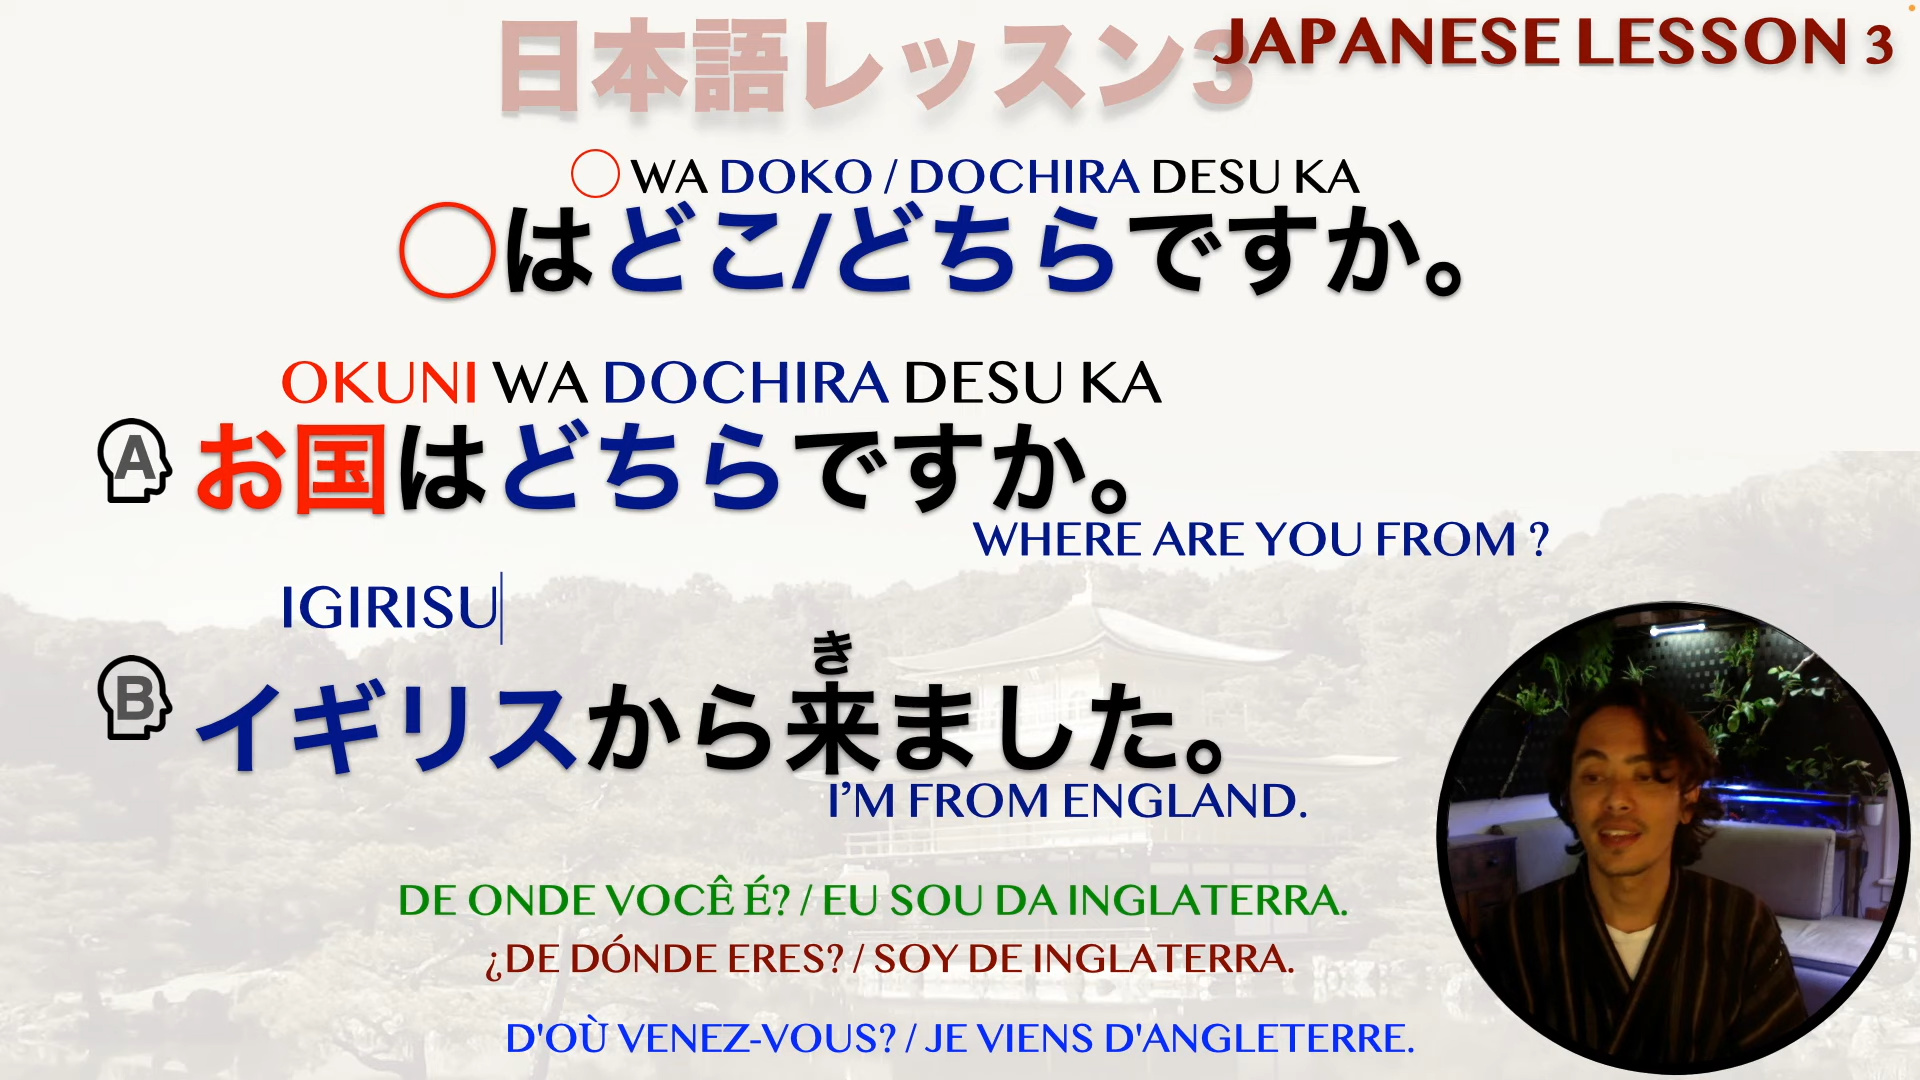 日本語レッスン3
JAPANESE LESSON 3
◯ WA DOKO / DOCHIRA DESU KA
◯はどこ/どちらですか。
OKUNI WA DOCHIRA DESU KA
A お国はどちらですか。
WHERE ARE YOU FROM ?
IGIRISU
き
B イギリスから来ました。
I’M FROM ENGLAND.
DE ONDE VOCÊ É? / EU SOU DA INGLATERRA.
¿DE DÓNDE ERES? / SOY DE INGLATERRA.
D'OÙ VENEZ-VOUS? / JE VIENS D'ANGLETERRE.